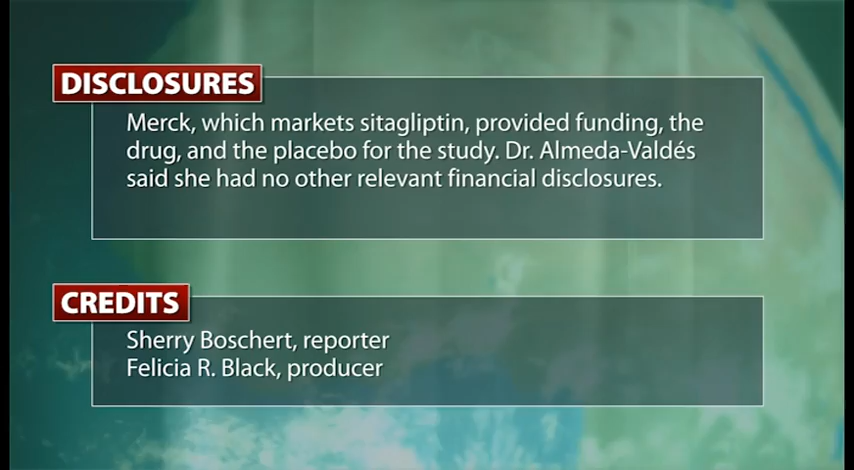 DISCLOSURES
Merck, which markets sitagliptin, provided funding, the
drug, and the placebo for the study. Dr. Almeda-Valdés
said she had no other relevant financial disclosures.
CREDITS
Sherry Boschert, reporter
Felicia R. Black, producer